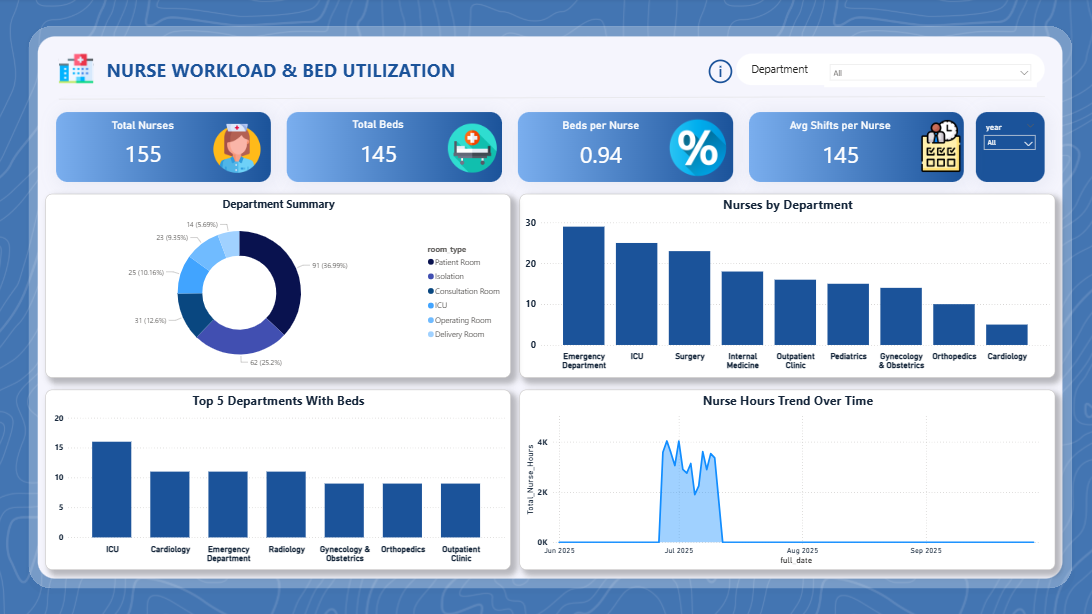 NURSE WORKLOAD & BED UTILIZATION
i
Department
All
Total Nurses
155
Total Beds
145
Beds per Nurse
0.94
%
Avg Shifts per Nurse
145
year
All
Department Summary
14 (5.69%)
23 (9.35%)
25 (10.16%)
31 (12.6%)
62 (25.2%)
91 (36.99%)
room_type
Patient Room
Isolation
Consultation Room
ICU
Operating Room
Delivery Room
Nurses by Department
30
20
10
0
Emergency
Department
ICU
Surgery
Internal
Medicine
Outpatient
Clinic
Pediatrics
Gynecology
& Obstetrics
Orthopedics
Cardiology
Top 5 Departments With Beds
20
15
10
5
0
ICU
Cardiology
Emergency
Department
Radiology
Gynecology &
Obstetrics
Orthopedics
Outpatient
Clinic
Nurse Hours Trend Over Time
Total_Nurse_Hours
4K
2K
0K
Jun 2025
Jul 2025
Aug 2025
Sep 2025
full_date